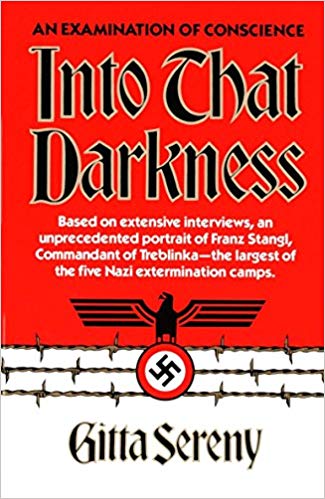 AN EXAMINATION OF CONSCIENCE
Into That
Darkness
Based on extensive interviews, an
unprecedented portrait of Franz Stangl,
Commandant of Treblinka—the largest of
the five Nazi extermination camps.
Gitta Sereny